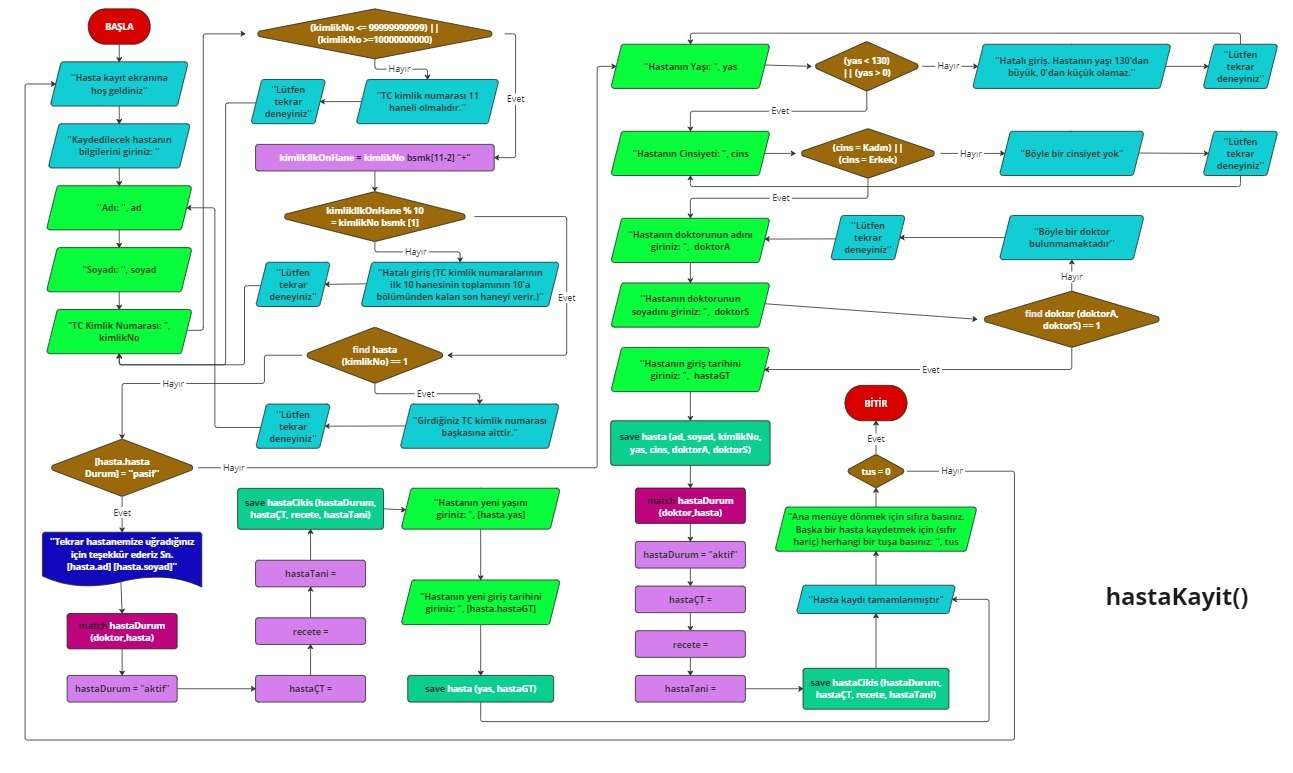 BAŞLA
"Hasta kayıt ekranına
hoş geldiniz"
"Kaydedilecek hastanın
bilgilerini giriniz: "
"Adı: ", ad
"Soyadı: ", soyad
"TC Kimlik Numarası: ",
kimlikNo
(kimlikNo <= 99999999999) ||
(kimlikNo >=10000000000)
Hayır
"TC kimlik numarası 11
haneli olmalıdır."
"Lütfen
tekrar
deneyiniz"
Evet
kimlikIlkOnHane = kimlikNo bsmk[11-2] "+"
kimlikIlkOnHane % 10
= kimlikNo bsmk [1]
Hayır
"Hatalı giriş (TC kimlik numaralarının
ilk 10 hanesinin toplamının 10'a
bölümünden kalan son haneyi verir.)"
"Lütfen
tekrar
deneyiniz"
Evet
find hasta
(kimlikNo) == 1
Evet
"Girdiğiniz TC kimlik numarası
başkasına aittir."
"Lütfen
tekrar
deneyiniz"
Hayır
[hasta.hasta
Durum] = "pasif"
Hayır
Evet
"Tekrar hastanemize uğradığınız
için teşekkür ederiz Sn.
[hasta.ad] [hasta.soyad]"
match hastaDurum
(doktor,hasta)
hastaDurum = "aktif"
hastaÇT =
recete =
hastaTani =
save hastaCikis (hastaDurum,
hastaÇT, recete, hastaTani)
"Hastanın yeni yaşını
giriniz: ", [hasta.yas]
"Hastanın yeni giriş tarihini
giriniz: ", [hasta.hastaGT]
save hasta (yas, hastaGT)
"Hastanın Yaşı: ", yas
(yas < 130)
|| (yas > 0)
Hayır
"Hatalı giriş. Hastanın yaşı 130'dan
büyük, 0'dan küçük olamaz."
"Lütfen
tekrar
deneyiniz"
Evet
"Hastanın Cinsiyeti: ", cins
(cins = Kadın) ||
(cins = Erkek)
Hayır
"Böyle bir cinsiyet yok"
"Lütfen
tekrar
deneyiniz"
Evet
"Hastanın doktorunun adını
giriniz: ", doktorA
"Lütfen
tekrar
deneyiniz"
"Böyle bir doktor
bulunmamaktadır"
Hayır
"Hastanın doktorunun
soyadını giriniz: ", doktorS
find doktor (doktorA,
doktorS) == 1
Evet
"Hastanın giriş tarihini
giriniz: ", hastaGT
save hasta (ad, soyad, kimlikNo,
yas, cins, doktorA, doktorS)
match hastaDurum
(doktor,hasta)
hastaDurum = "aktif"
hastaÇT =
recete =
hastaTani =
save hastaCikis (hastaDurum,
hastaÇT, recete, hastaTani)
"Hasta kaydı tamamlanmıştır"
"Ana menüye dönmek için sıfıra basınız.
Başka bir hasta kaydetmek için (sıfır
hariç) herhangi bir tuşa basınız: ", tus
tus = 0
Hayır
Evet
BİTİR
hastaKayit()